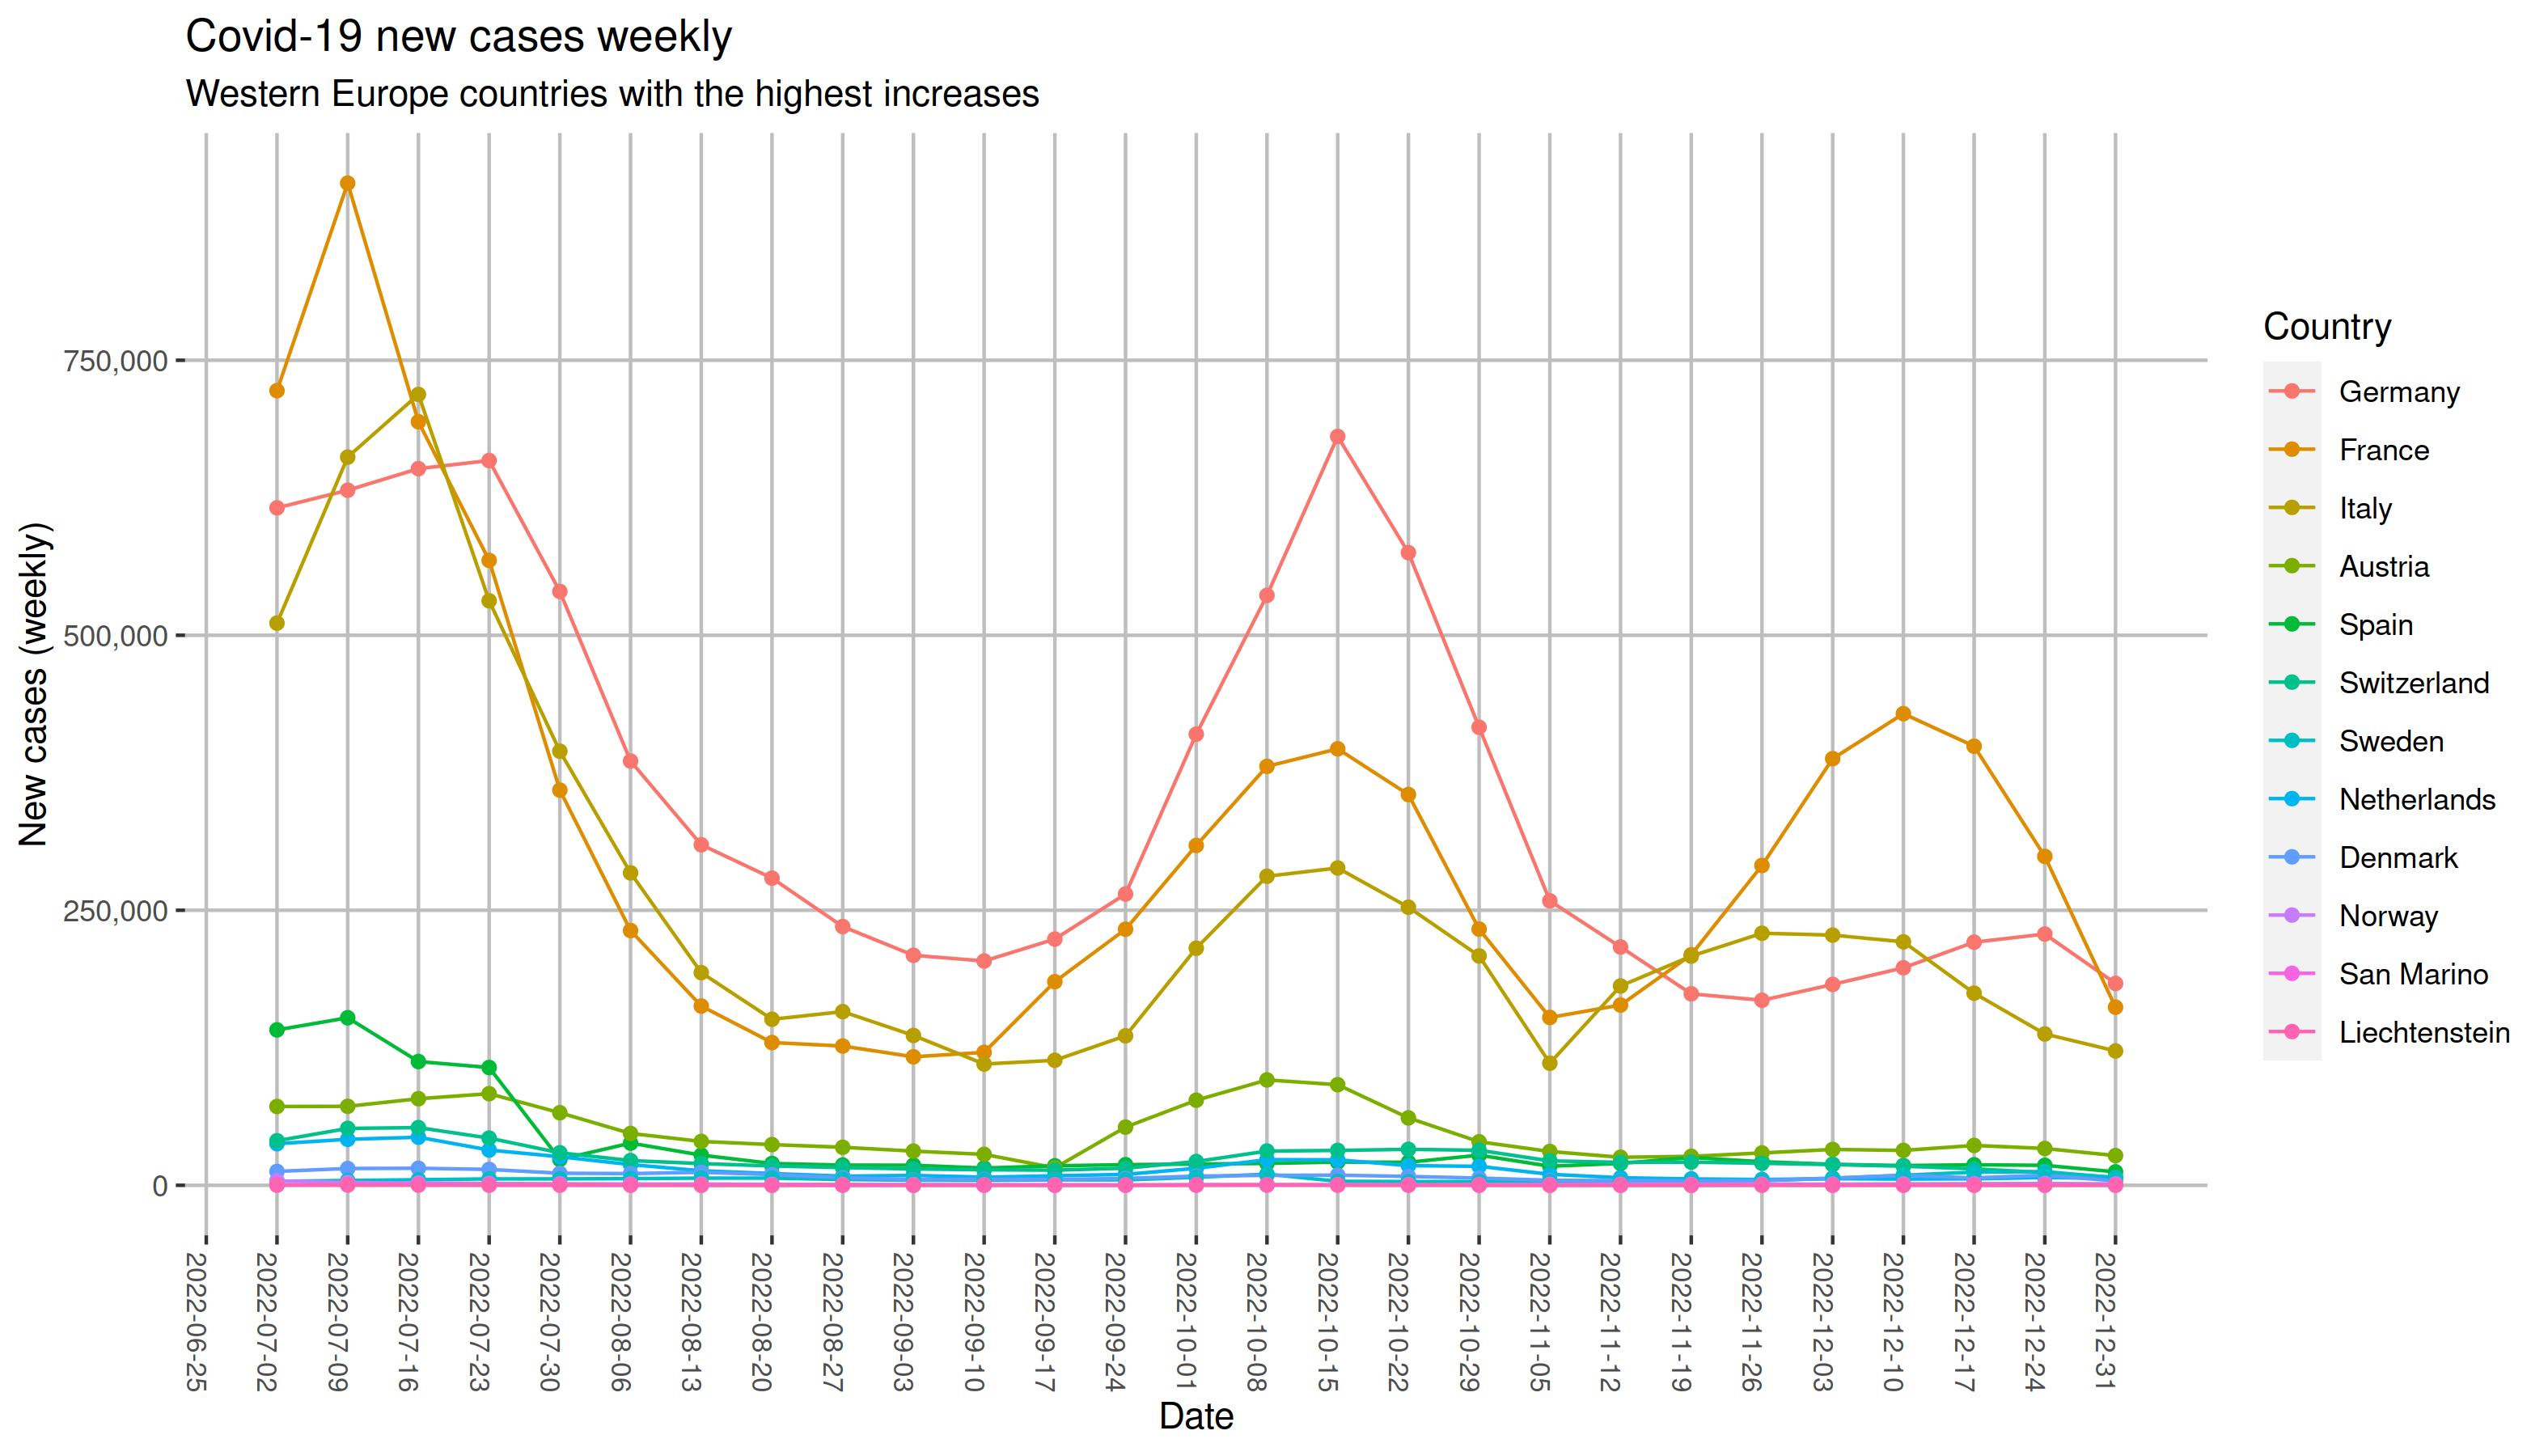 Covid-19 new cases weekly
Western Europe countries with the highest increases
New cases (weekly)
750,000
500,000
250,000
0
2022-06-25
2022-07-02
2022-07-09
2022-07-16
2022-07-23
2022-07-30
2022-08-06
2022-08-13
2022-08-20
2022-08-27
2022-09-03
2022-09-10
2022-09-17
2022-09-24
2022-10-01
2022-10-08
2022-10-15
2022-10-22
2022-10-29
2022-11-05
2022-11-12
2022-11-19
2022-11-26
2022-12-03
2022-12-10
2022-12-17
2022-12-24
2022-12-31
Date
Country
Germany
France
Italy
Austria
Spain
Switzerland
Sweden
Netherlands
Denmark
Norway
San Marino
Liechtenstein